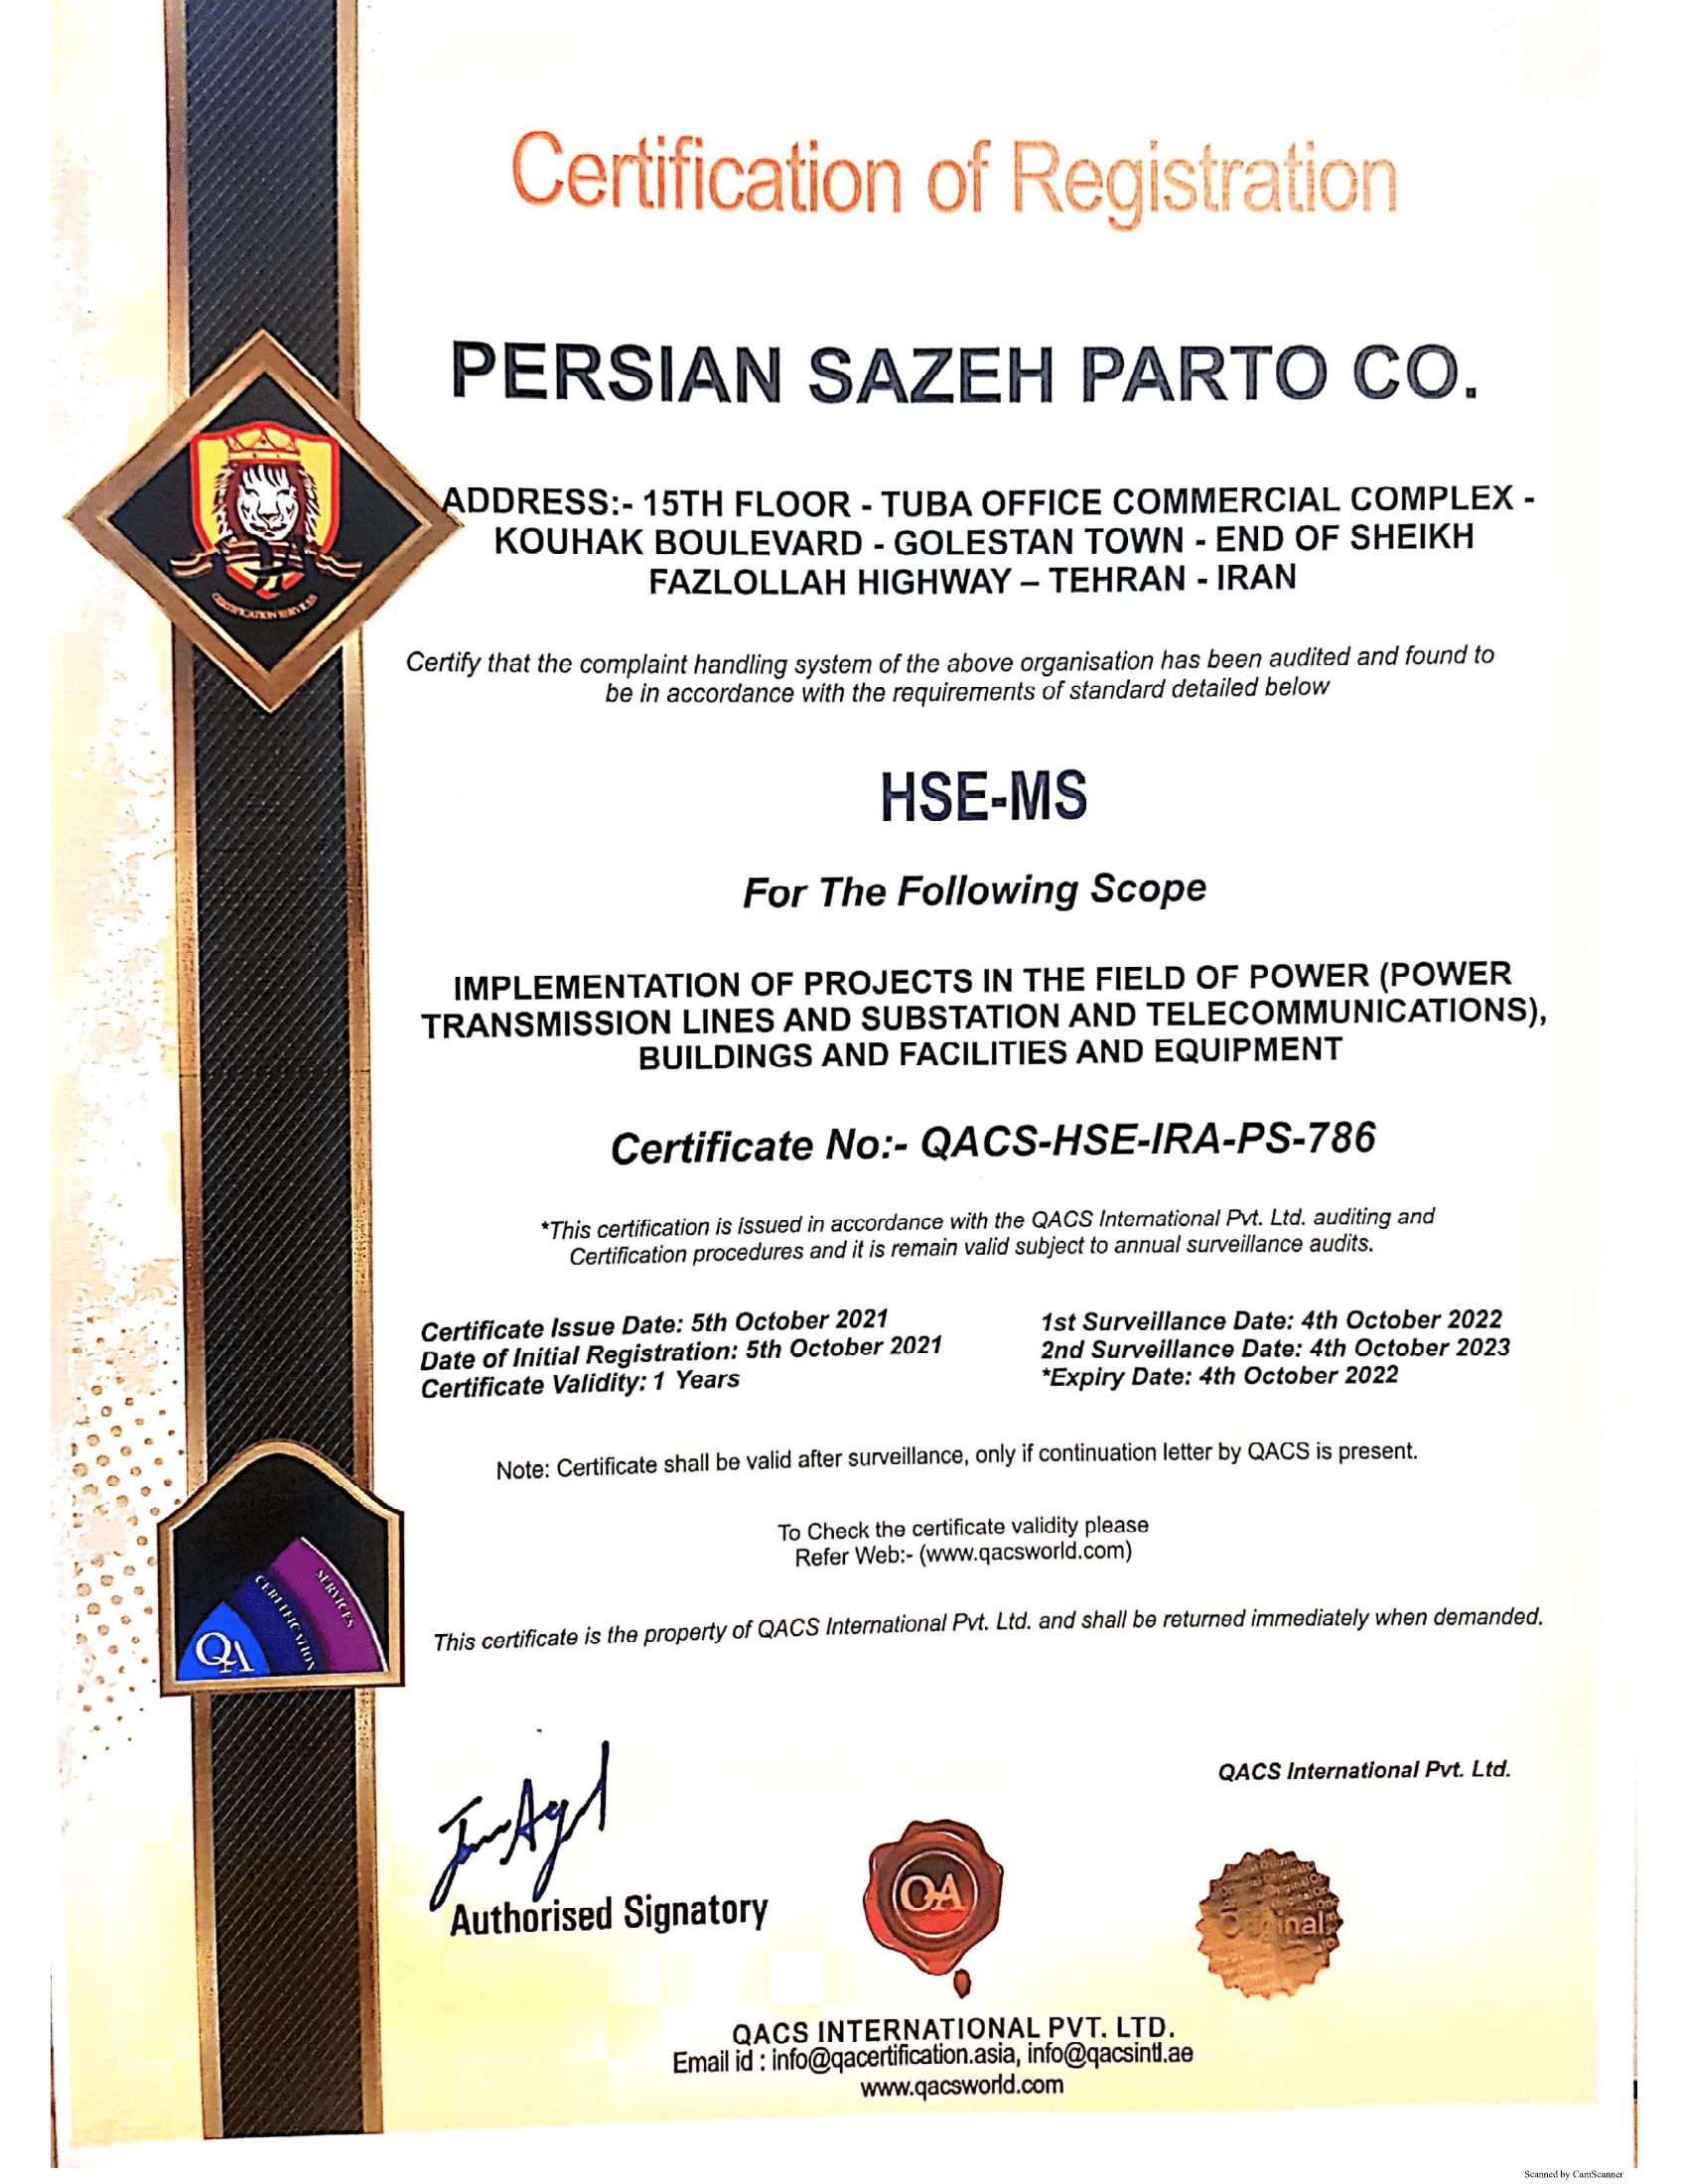 Certification of Registration
PERSIAN SAZEH PARTO CO.
ADDRESS:- 15TH FLOOR - TUBA OFFICE COMMERCIAL COMPLEX -
KOUHAK BOULEVARD - GOLESTAN TOWN - END OF SHEIKH
FAZLOLLAH HIGHWAY – TEHRAN - IRAN
CERTIFICATION SERVICES
Certify that the complaint handling system of the above organisation has been audited and found to
be in accordance with the requirements of standard detailed below
HSE-MS
For The Following Scope
IMPLEMENTATION OF PROJECTS IN THE FIELD OF POWER (POWER
TRANSMISSION LINES AND SUBSTATION AND TELECOMMUNICATIONS),
BUILDINGS AND FACILITIES AND EQUIPMENT
Certificate No:- QACS-HSE-IRA-PS-786
*This certification is issued in accordance with the QACS International Pvt. Ltd. auditing and
Certification procedures and it is remain valid subject to annual surveillance audits.
Certificate Issue Date: 5th October 2021
Date of Initial Registration: 5th October 2021
Certificate Validity: 1 Years
1st Surveillance Date: 4th October 2022
2nd Surveillance Date: 4th October 2023
*Expiry Date: 4th October 2022
Note: Certificate shall be valid after surveillance, only if continuation letter by QACS is present.
To Check the certificate validity please
Refer Web:- (www.qacsworld.com)
QA
CERTIFICATION
SERVICES
This certificate is the property of QACS International Pvt. Ltd. and shall be returned immediately when demanded.
QACS International Pvt. Ltd.
Authorised Signatory
QA
Original
QACS INTERNATIONAL PVT. LTD.
Email id : info@qacertification.asia, info@qacsintl.ae
www.qacsworld.com
Scanned by CamScanner